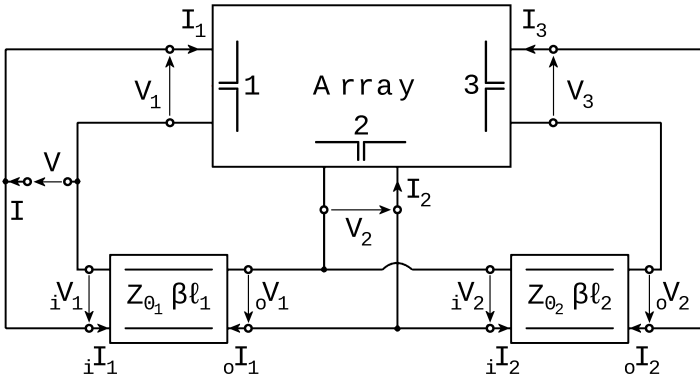 I₁ I₃
V₁ 1 Array 3 V₃
2
V
I I₂
V₂
ᵢV₁ Z₀₁ βℓ₁ ₒV₁ ᵢV₂ Z₀₂ βℓ₂ ₒV₂
ᵢI₁ ₒI₁ ᵢI₂ ₒI₂